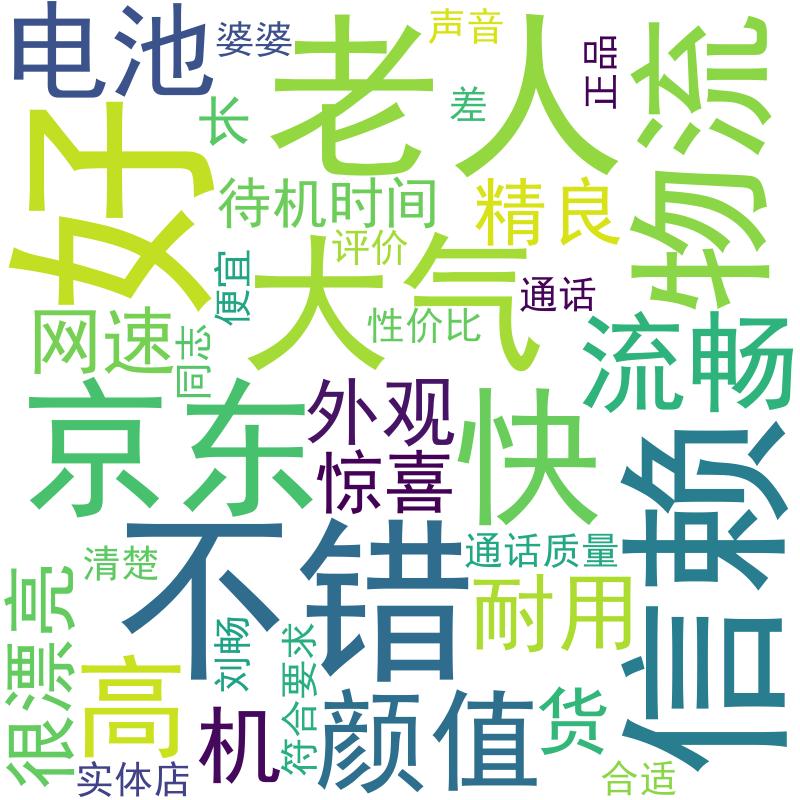 电池
婆婆
老人
声音
正品
物流
长
差
好
待机时间
精良
评价
便宜
大气
通话
网速
同志
性价比
流畅
京东
外观
快
惊喜
信赖
不错
清楚
通话质量
耐用
很漂亮
刘畅
符合要求
高
机
颜值
货
实体店
合适